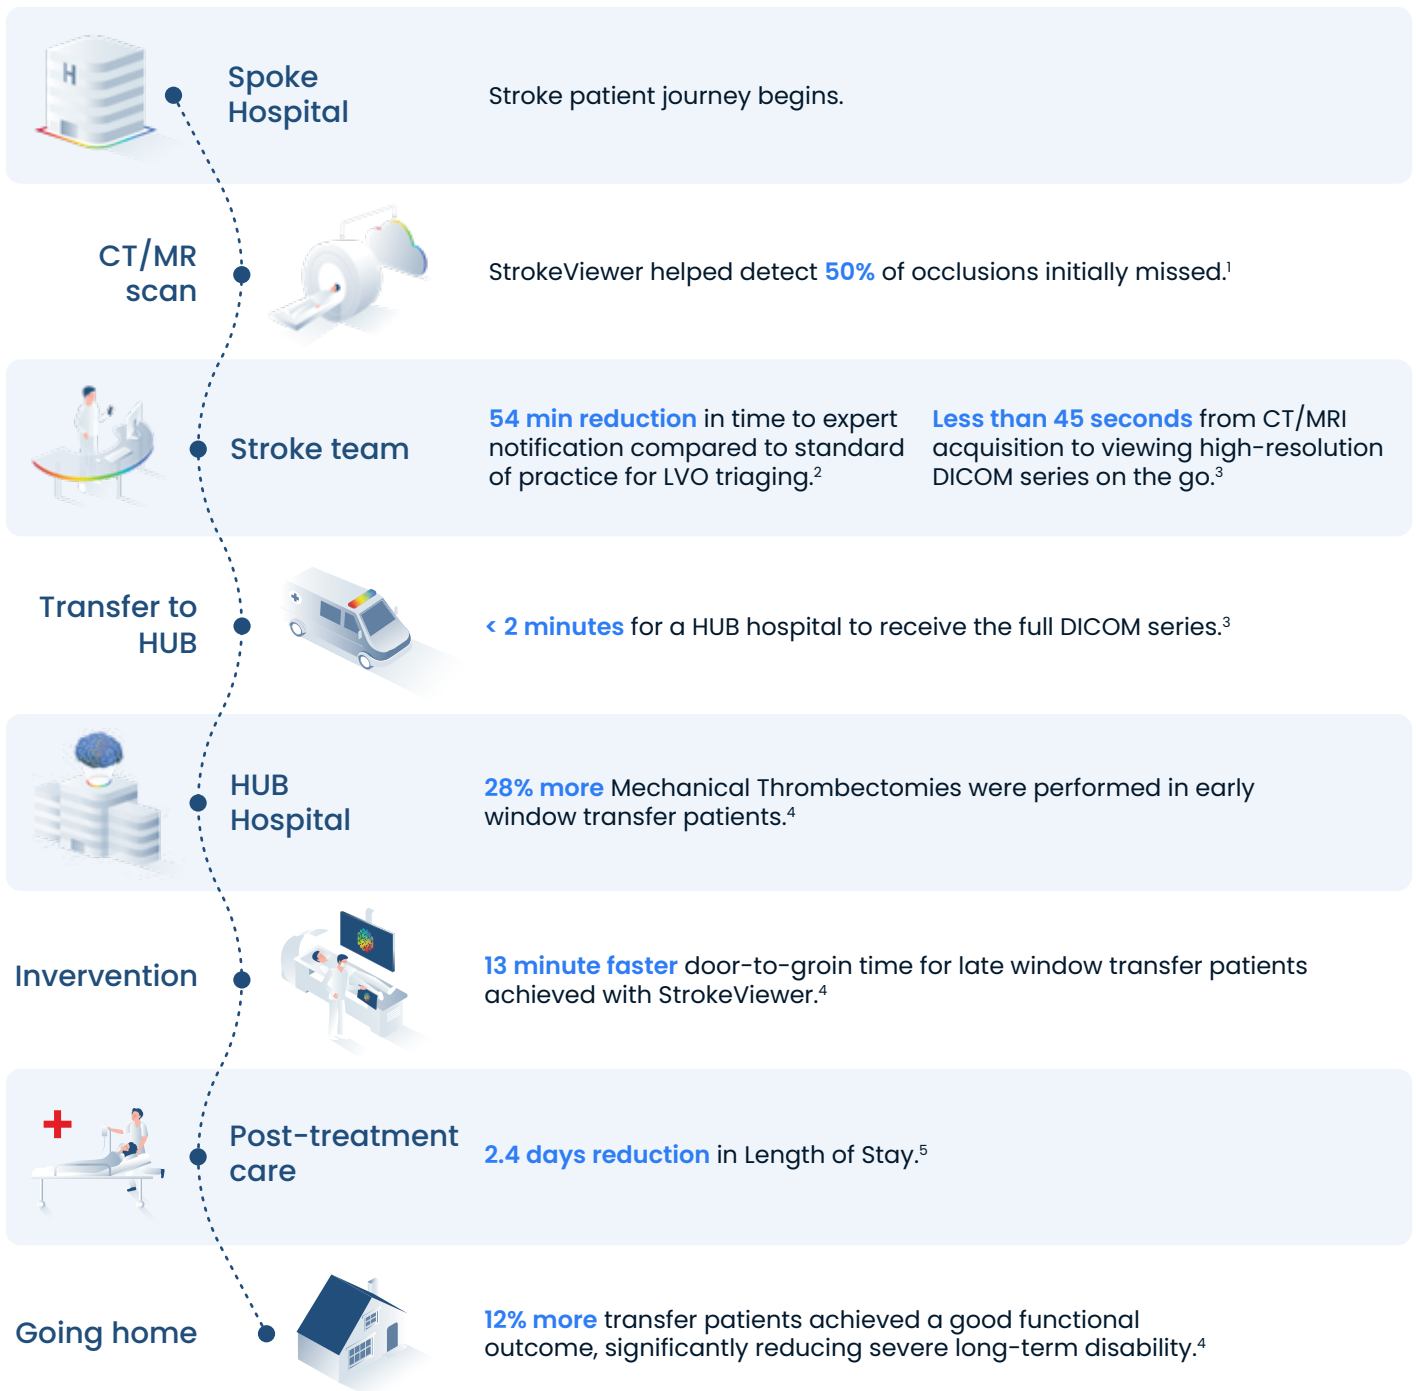 H
Spoke
Hospital
Stroke patient journey begins.
CT/MR
scan
StrokeViewer helped detect 50% of occlusions initially missed.¹
Stroke team
54 min reduction in time to expert
notification compared to standard
of practice for LVO triaging.²
Less than 45 seconds from CT/MRI
acquisition to viewing high-resolution
DICOM series on the go.³
Transfer to
HUB
< 2 minutes for a HUB hospital to receive the full DICOM series.³
HUB
Hospital
28% more Mechanical Thrombectomies were performed in early
window transfer patients.⁴
Invervention
13 minute faster door-to-groin time for late window transfer patients
achieved with StrokeViewer.⁴
Post-treatment
care
2.4 days reduction in Length of Stay.⁵
Going home
12% more transfer patients achieved a good functional
outcome, significantly reducing severe long-term disability.⁴